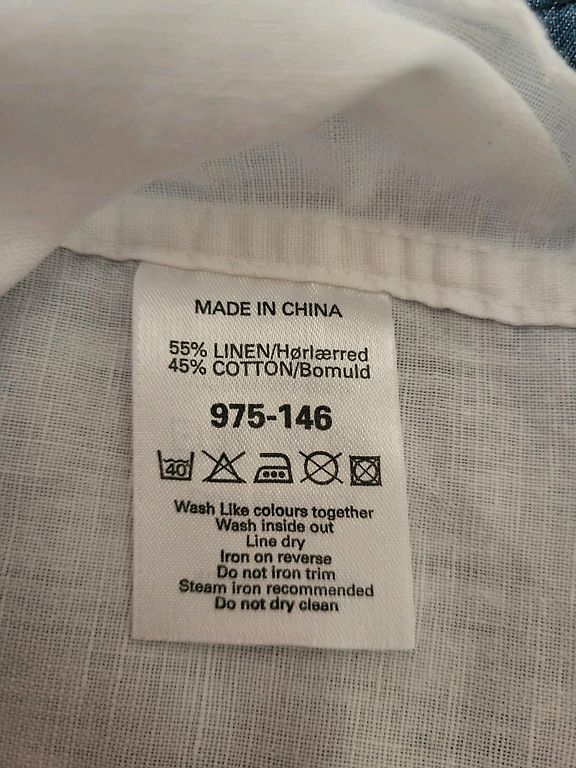 MADE IN CHINA
55% LINEN/Hørlærred
45% COTTON/Bomuld
975-146
40
Wash Like colours together
Wash inside out
Line dry
Iron on reverse
Do not iron trim
Steam iron recommended
Do not dry clean